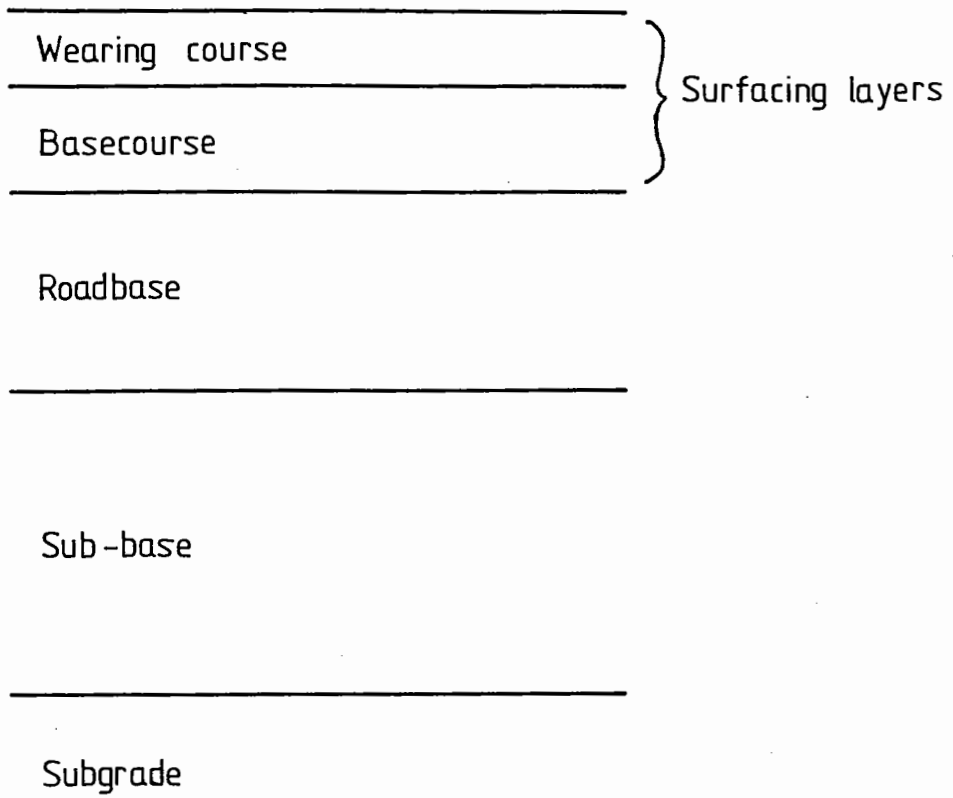 Wearing course
Surfacing layers
Basecourse
Roadbase
Sub-base
Subgrade